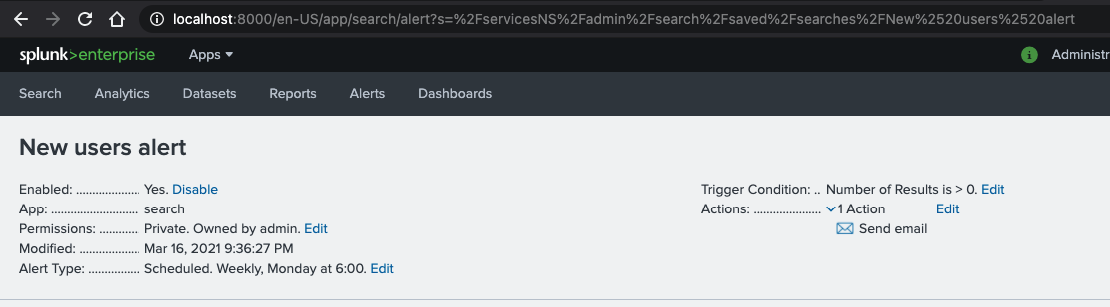 localhost:8000/en-US/app/search/alert?s=%2FservicesNS%2Fadmin%2Fsearch%2Fsaved%2Fsearches%2FNew%2520users%2520alert
splunk>enterprise Apps i Administr
Search Analytics Datasets Reports Alerts Dashboards
New users alert
Enabled: ................... Yes. Disable
App: .......................... search
Permissions: ............ Private. Owned by admin. Edit
Modified: .................. Mar 16, 2021 9:36:27 PM
Alert Type: ................ Scheduled. Weekly, Monday at 6:00. Edit
Trigger Condition: .. Number of Results is > 0. Edit
Actions: ..................... 1 Action Edit
Send email